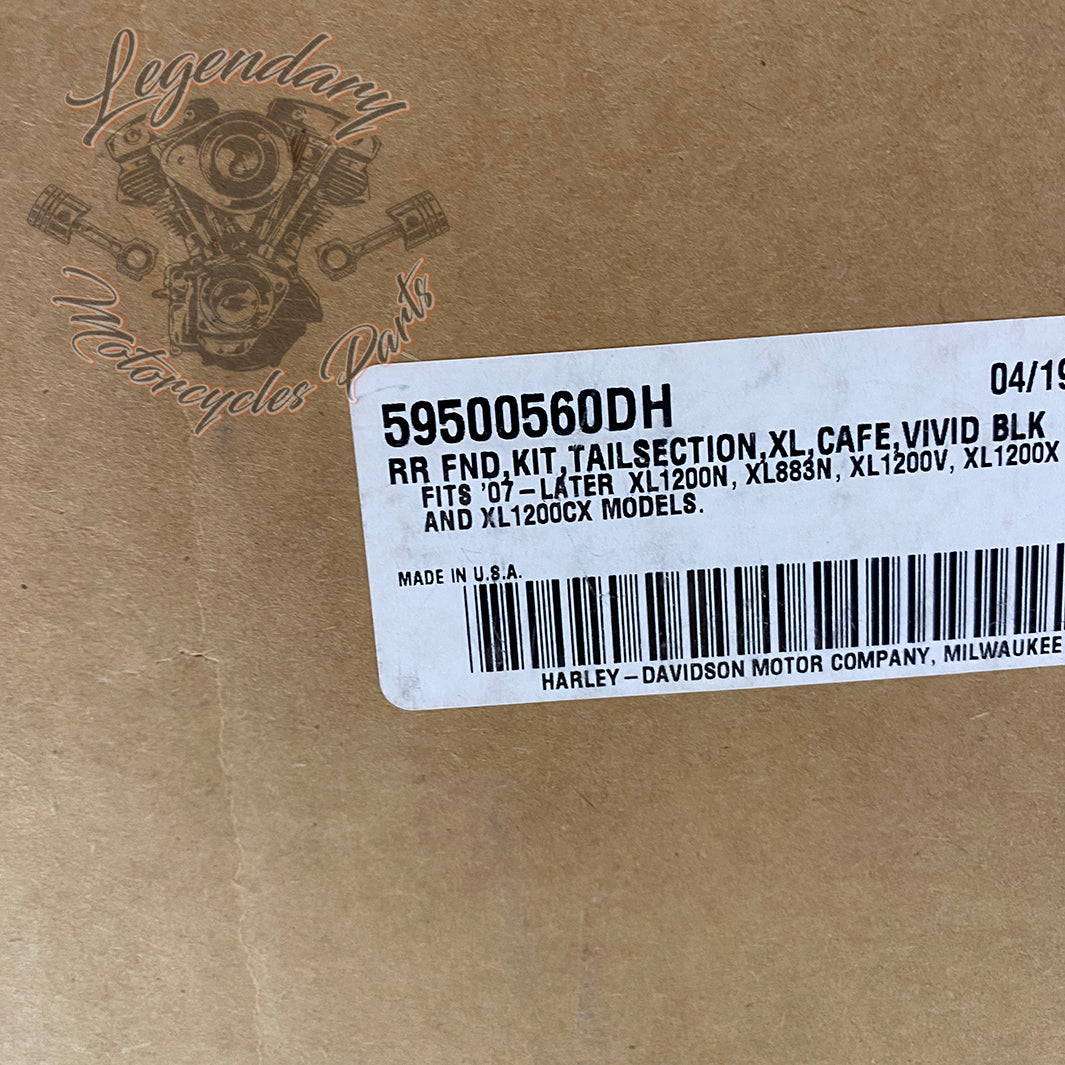 Legendary
Motorcycles Parts
59500560DH 04/19
RR FND,KIT,TAILSECTION,XL,CAFE,VIVID BLK
FITS '07-LATER XL1200N, XL883N, XL1200V, XL1200X
AND XL1200CX MODELS.
MADE IN U.S.A.
HARLEY-DAVIDSON MOTOR COMPANY, MILWAUKEE